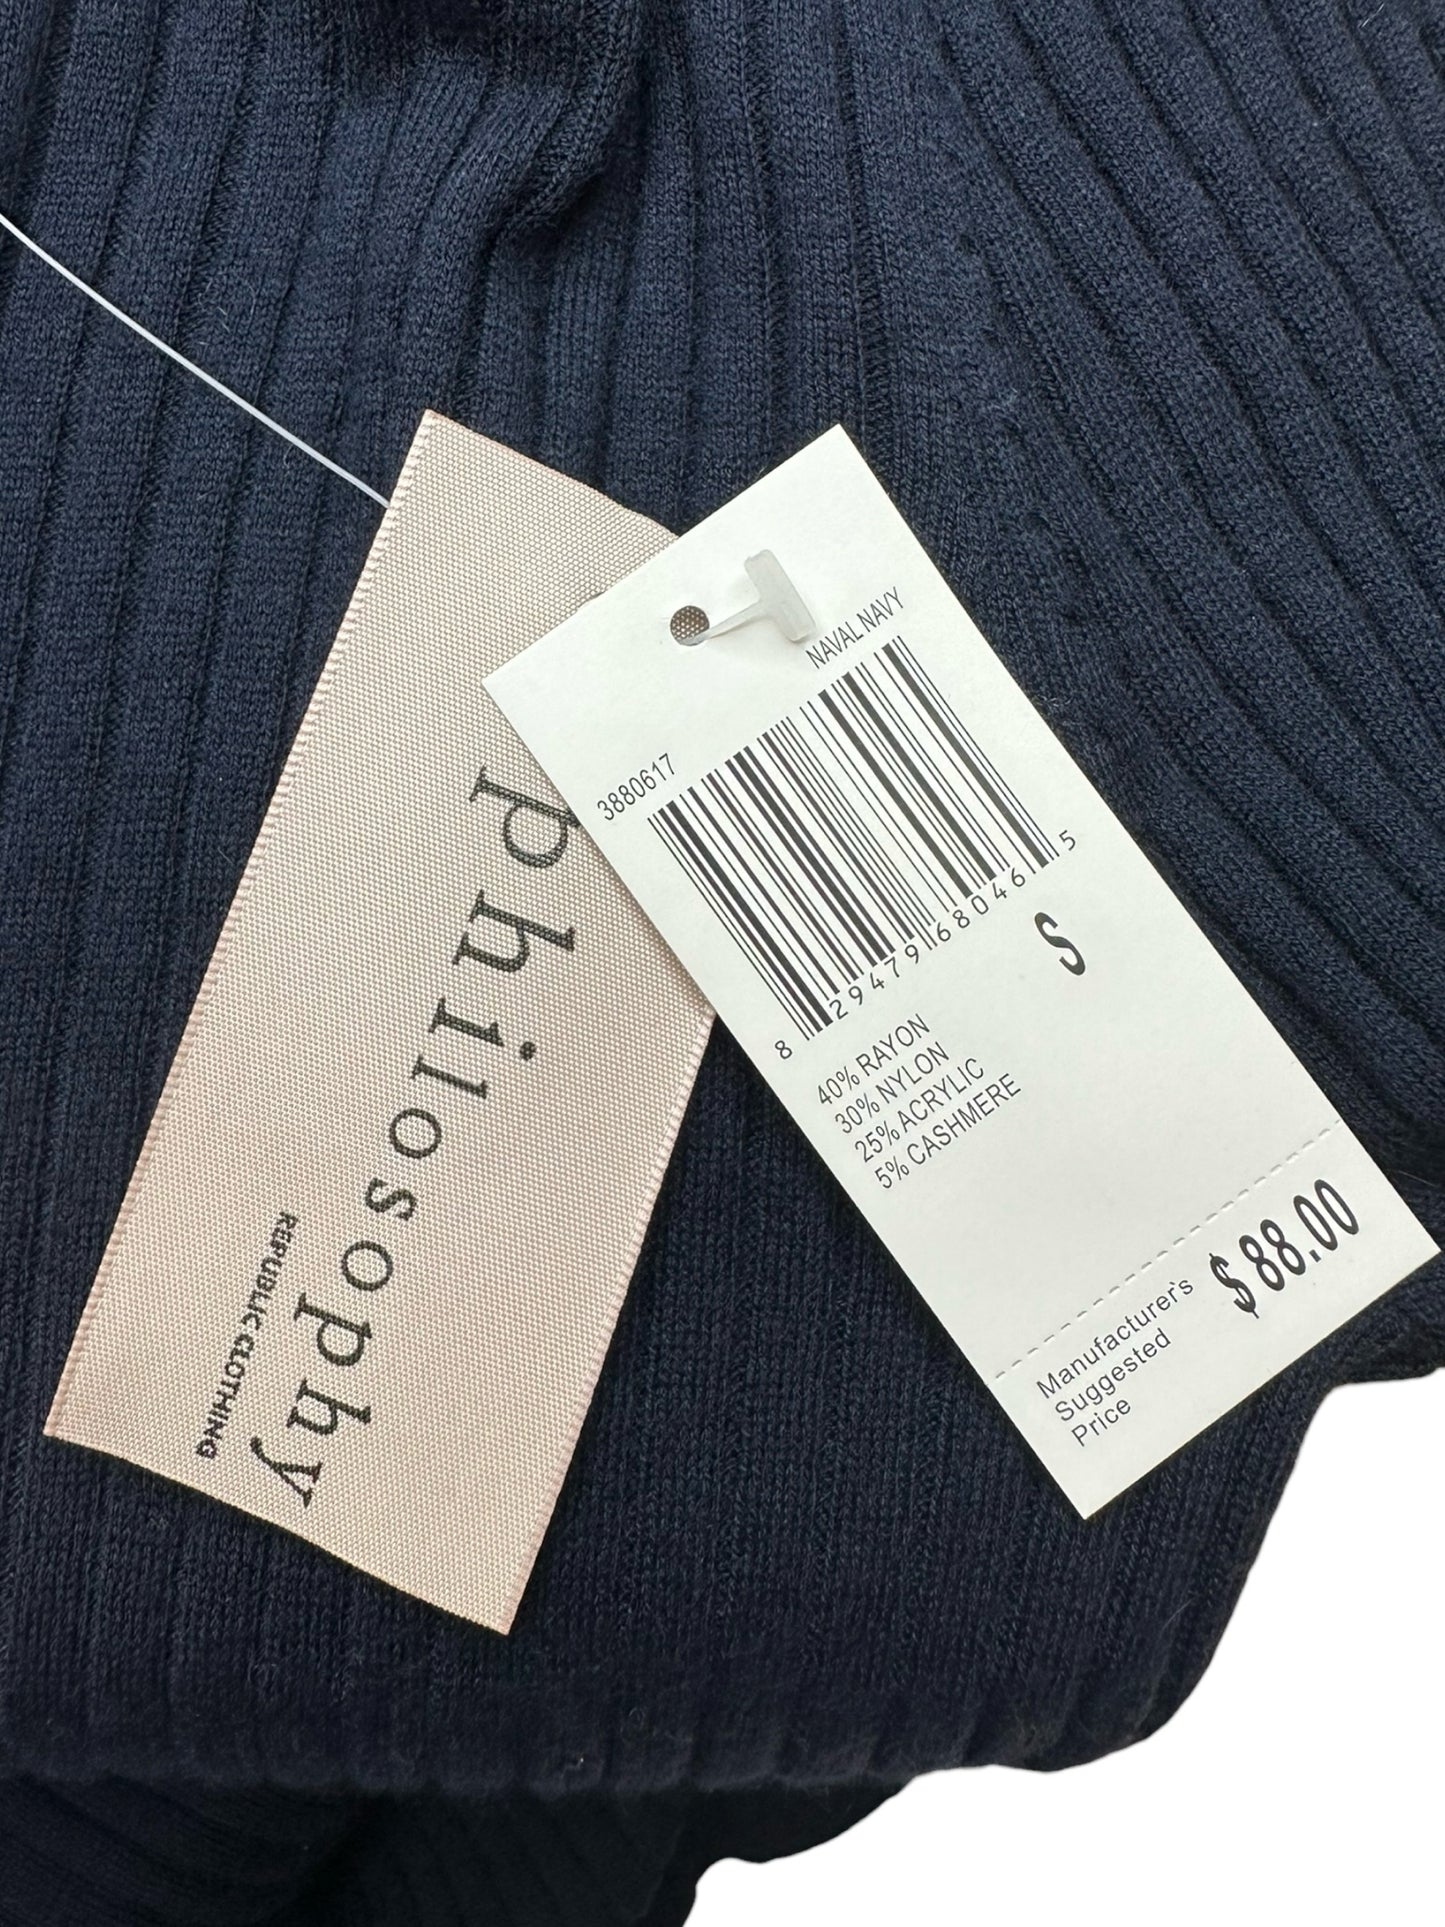 philosophy
REPUBLIC CLOTHING
3880617
NAVAL NAVY
8 29479 68046 5
S
40% RAYON
30% NYLON
25% ACRYLIC
5% CASHMERE
Manufacturer's
Suggested
Price
$ 88.00